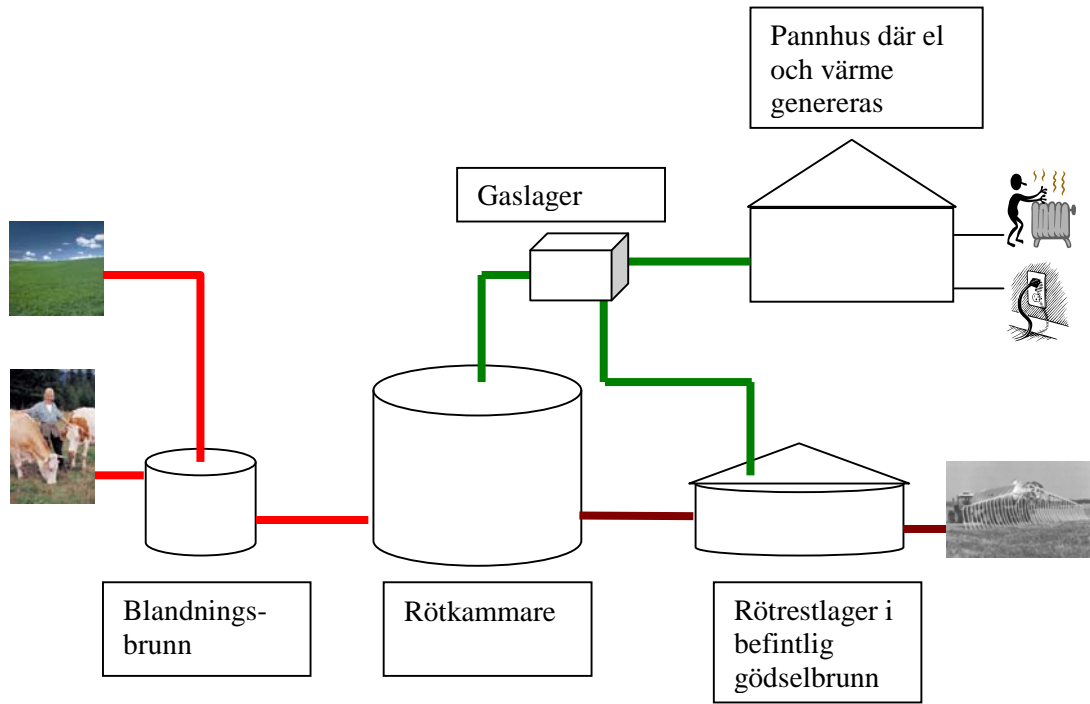 Pannhus där el
och värme
genereras
Gaslager
Blandnings-
brunn
Rötkammare
Rötrestlager i
befintlig
gödselbrunn